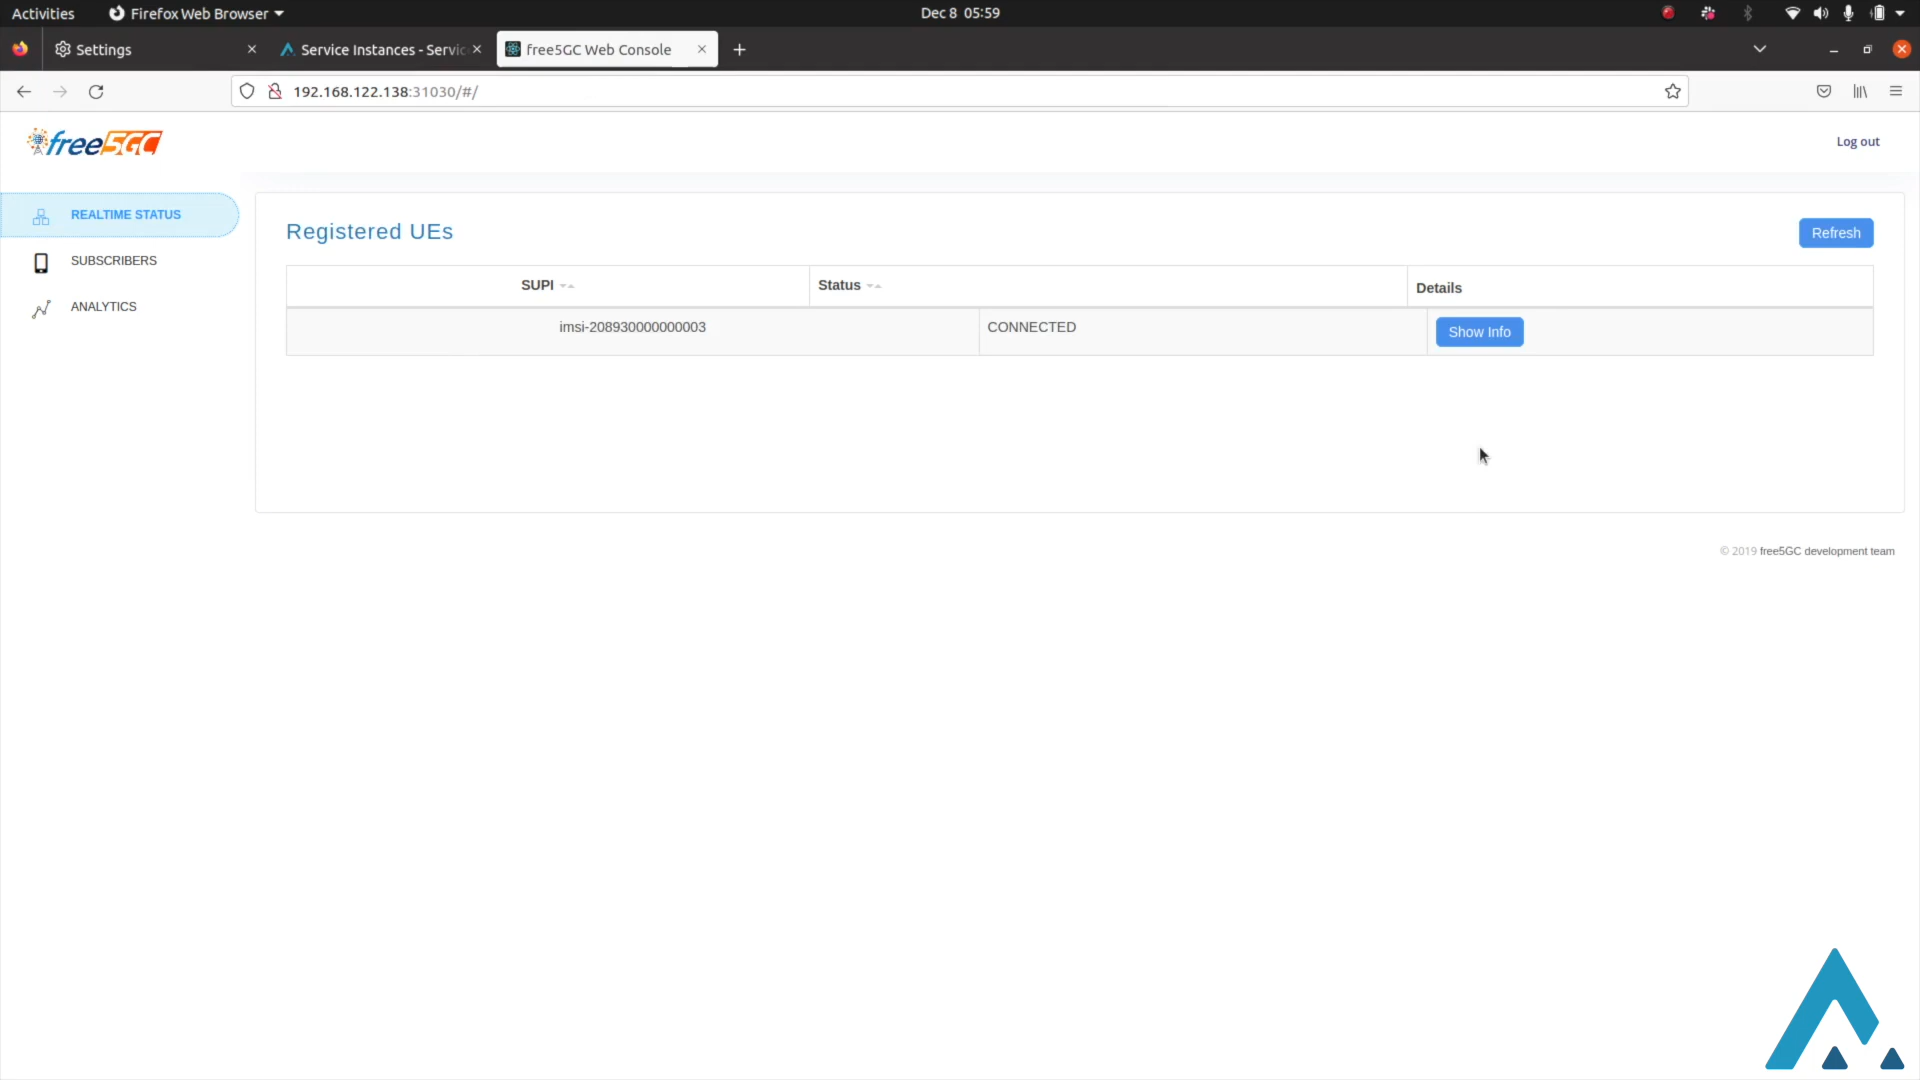 Activities
Firefox Web Browser
Dec 8 05:59
Settings
Service Instances - Servic
free5GC Web Console
192.168.122.138:31030/#/
free5GC
Log out
REALTIME STATUS
SUBSCRIBERS
ANALYTICS
Registered UEs
Refresh
SUPI
Status
Details
imsi-208930000000003
CONNECTED
Show Info
© 2019 free5GC development team